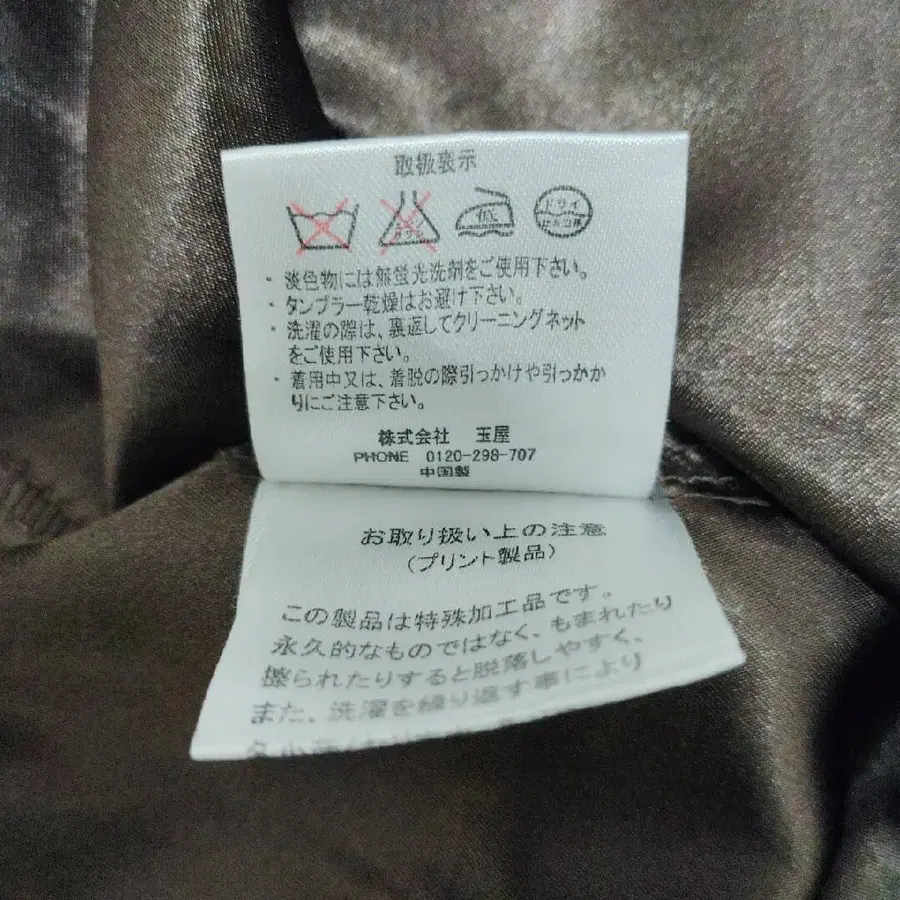 取扱表示
低
ドライ
セキユ系
・淡色物には無蛍光洗剤をご使用下さい。
・タンブラー乾燥はお避け下さい。
・洗濯の際は、裏返してクリーニングネット
をご使用下さい。
・着用中又は、着脱の際引っかけや引っかか
りにご注意下さい。
株式会社 玉屋
PHONE 0120-298-707
中国製
お取り扱い上の注意
(プリント製品)
この製品は特殊加工品です。
永久的なものではなく、もまれたり
擦られたりすると脱落しやすく、
また、洗濯を繰り返す事により